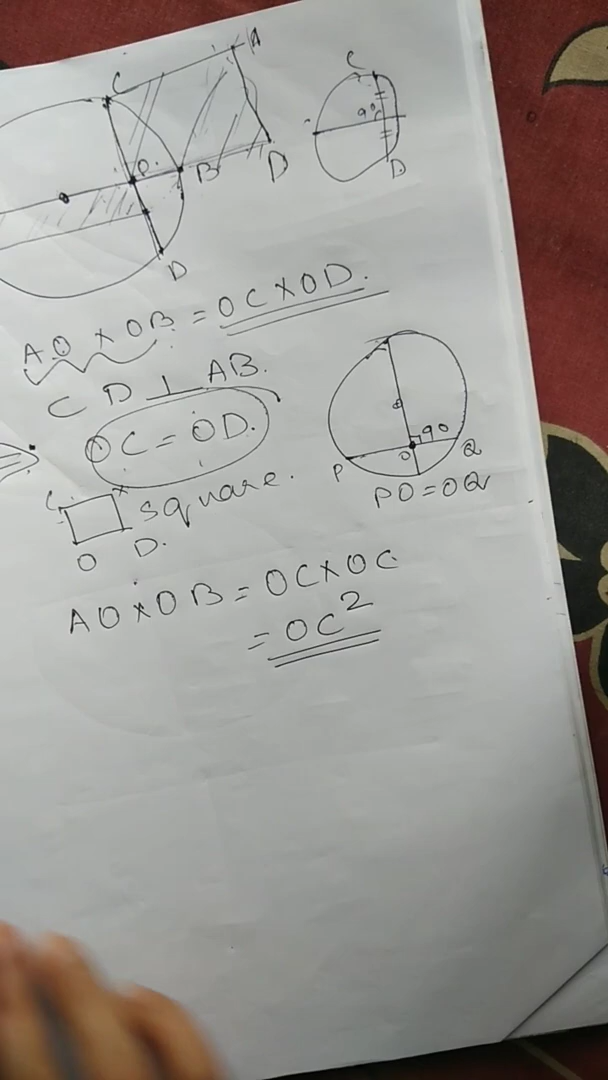 A
C
C
90
O
B
D
D
D
AO × OB = OC × OD.
CD ⊥ AB.
OC = OD.
90
O
P
Q
PO = OQ
C
X
square.
O D.
AO × OB = OC × OC
= OC²